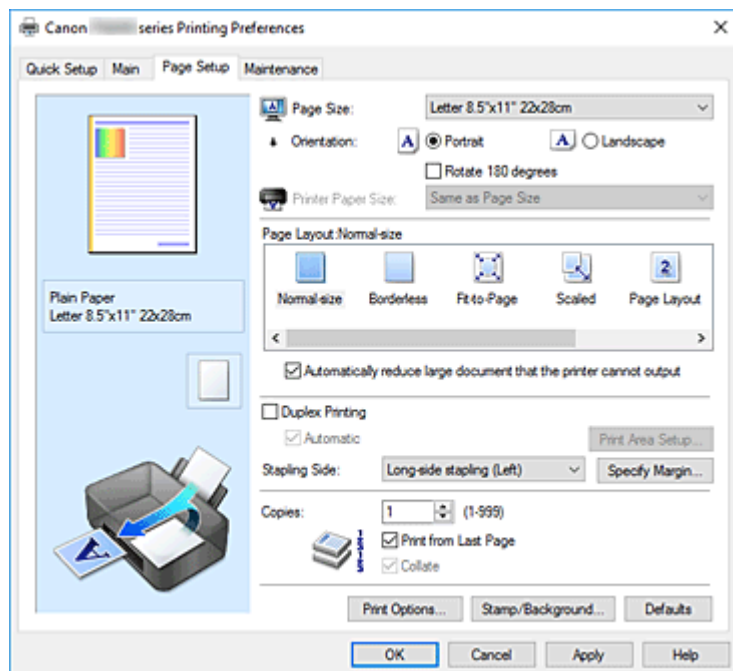 Canon series Printing Preferences
Quick Setup Main Page Setup Maintenance
Page Size: Letter 8.5"x11" 22x28cm
Orientation: A Portrait A Landscape
Rotate 180 degrees
Printer Paper Size: Same as Page Size
Page Layout:Normal-size
2
Normal-size Borderless Fit-to-Page Scaled Page Layout
Plain Paper
Letter 8.5"x11" 22x28cm
Automatically reduce large document that the printer cannot output
Duplex Printing
Automatic Print Area Setup...
Stapling Side: Long-side stapling (Left) Specify Margin...
A
Copies: 1 (1-999)
Print from Last Page
Collate
Print Options... Stamp/Background... Defaults
OK Cancel Apply Help